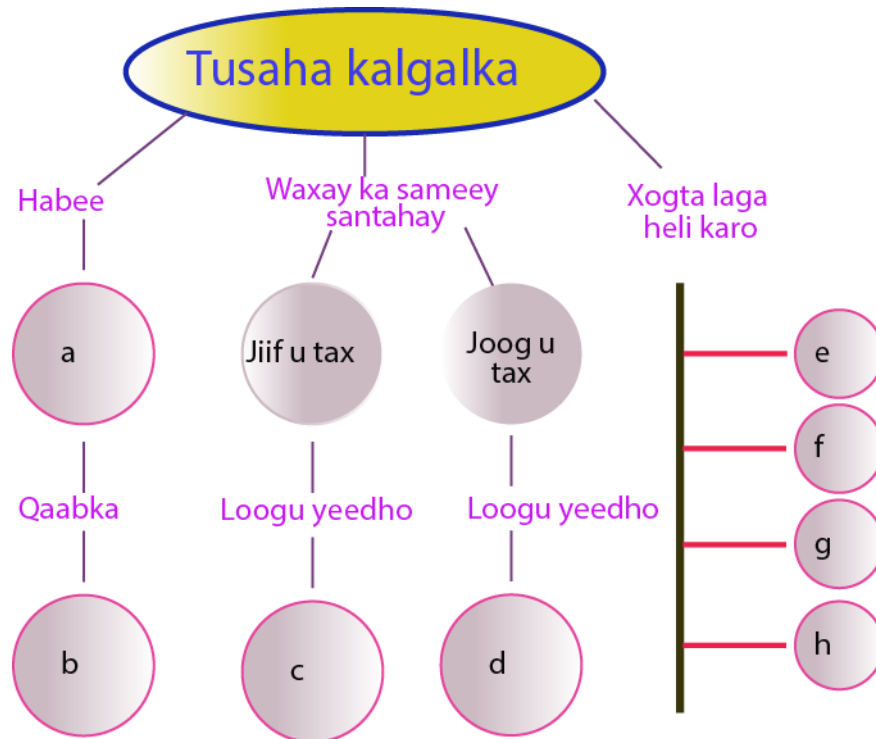 Tusaha kalgalka
Habee
Waxay ka sameey
santahay
Xogta laga
heli karo
a
Jiif u tax
Joog u
tax
e
f
Qaabka
Loogu yeedho
Loogu yeedho
g
h
b
c
d